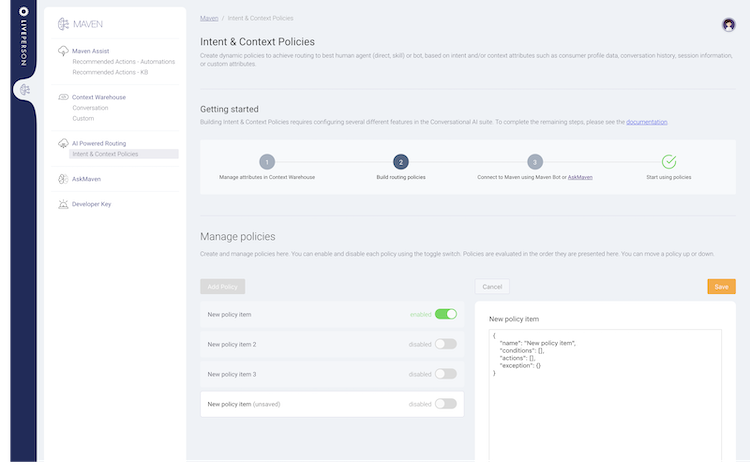 LIVEPERSON
MAVEN
Maven Assist
Recommended Actions - Automations
Recommended Actions - KB
Context Warehouse
Conversation
Custom
AI Powered Routing
Intent & Context Policies
AskMaven
Developer Key
Maven / Intent & Context Policies
Intent & Context Policies
Create dynamic policies to achieve routing to best human agent (direct, skill) or bot, based on intent and/or context attributes such as consumer profile data, conversation history, session information,
or custom attributes.
Getting started
Building Intent & Context Policies requires configuring several different features in the Conversational AI suite. To complete the remaining steps, please see the documentation
1
2
3
Manage attributes in Context Warehouse
Build routing policies
Connect to Maven using Maven Bot or AskMaven
Start using policies
Manage policies
Create and manage policies here. You can enable and disable each policy using the toggle switch. Policies are evaluated in the order they are presented here. You can move a policy up or down.
Add Policy
Cancel
Save
New policy item enabled
New policy item 2 disabled
New policy item 3 disabled
New policy item (unsaved) disabled
New policy item
{
"name": "New policy item",
"conditions": [],
"actions": [],
"exception": {}
}